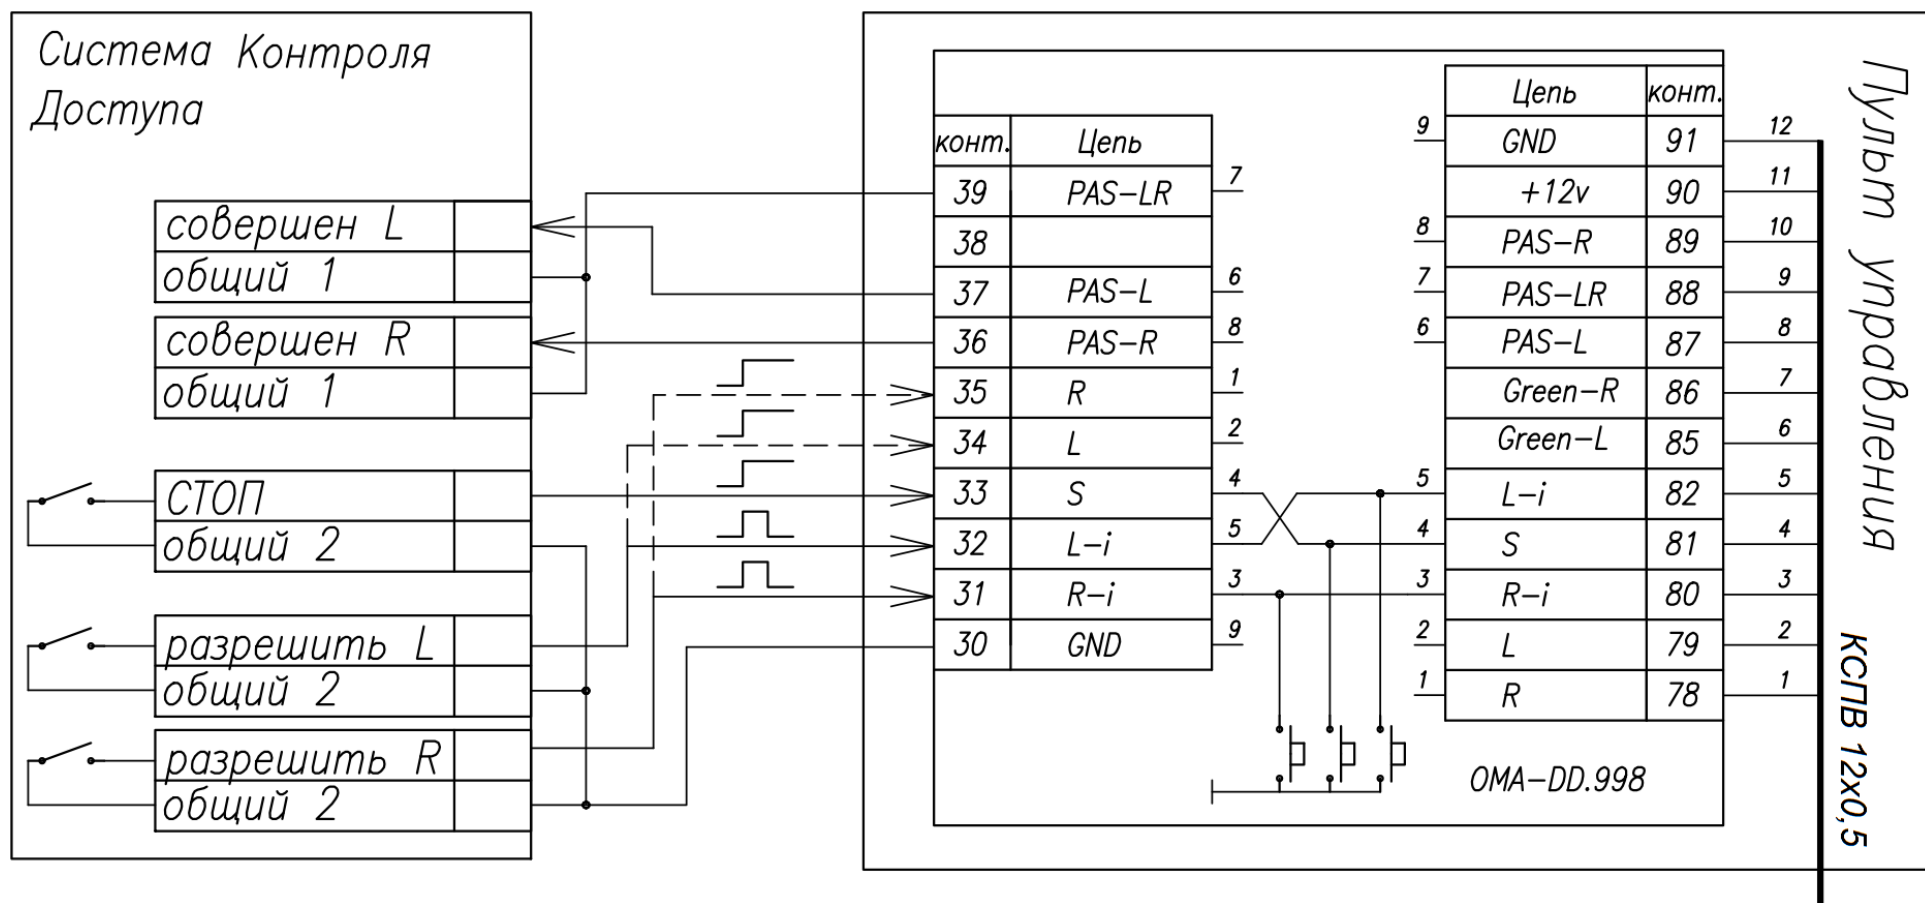 Система Контроля
Доступа
совершен L
общий 1
совершен R
общий 1
СТОП
общий 2
разрешить L
общий 2
разрешить R
общий 2
конт. Цепь
39 PAS-LR 7
38
37 PAS-L 6
36 PAS-R 8
35 R 1
34 L 2
33 S 4
32 L-i 5
31 R-i 3
30 GND 9
Цепь конт.
9 GND 91 12
+12v 90 11
8 PAS-R 89 10
7 PAS-LR 88 9
6 PAS-L 87 8
Green-R 86 7
Green-L 85 6
5 L-i 82 5
4 S 81 4
3 R-i 80 3
2 L 79 2
1 R 78 1
OMA-DD.998
Пульт управления
КСПВ 12х0,5